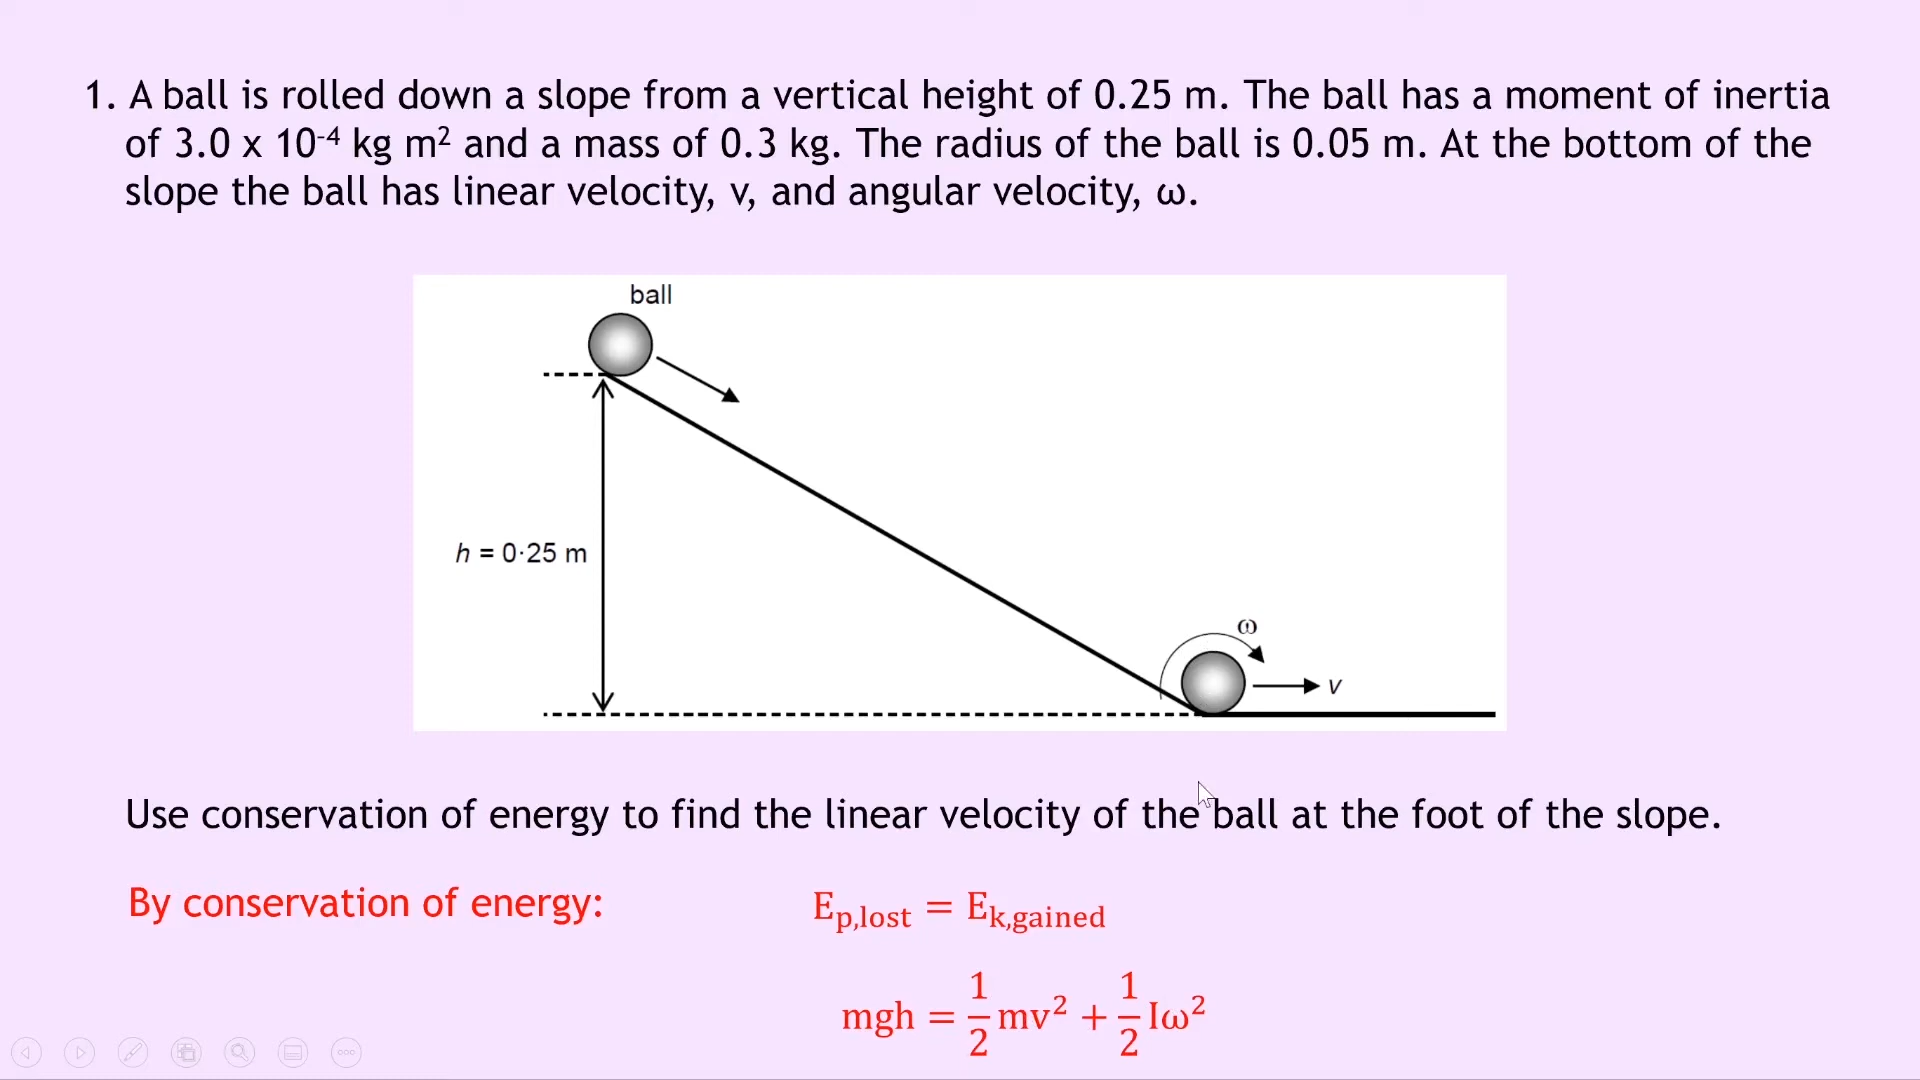 1. A ball is rolled down a slope from a vertical height of 0.25 m. The ball has a moment of inertia
of 3.0 x 10⁻⁴ kg m² and a mass of 0.3 kg. The radius of the ball is 0.05 m. At the bottom of the
slope the ball has linear velocity, v, and angular velocity, ω.
ball
h = 0·25 m
ω
v
Use conservation of energy to find the linear velocity of the ball at the foot of the slope.
By conservation of energy: E_p,lost = E_k,gained
mgh = 1/2 mv² + 1/2 Iω²